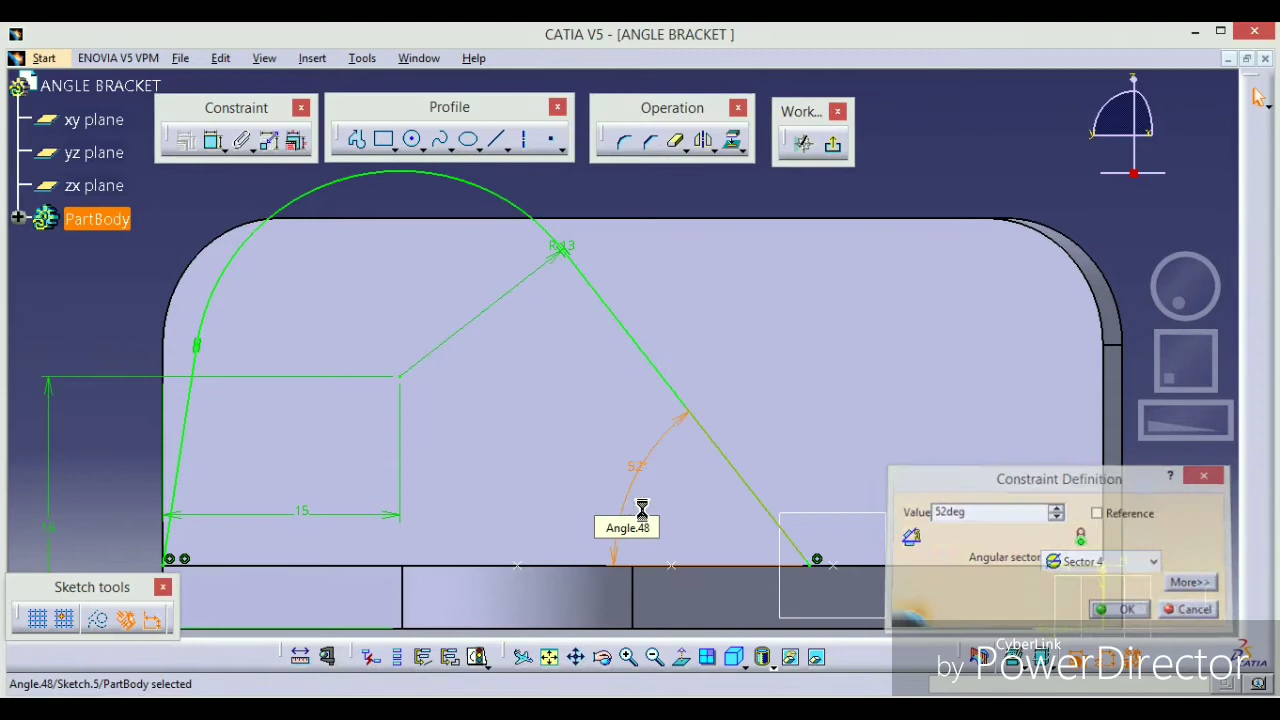 CATIA V5 - [ANGLE BRACKET ]
Start ENOVIA V5 VPM File Edit View Insert Tools Window Help
ANGLE BRACKET
xy plane
yz plane
zx plane
PartBody
Constraint
Profile
Operation
Work...
z
y
x
R 13
52°
Angle.48
15
Constraint Definition
Value: 52deg
Reference
Angular sector: Sector 4
More>>
OK
Cancel
Sketch tools
CyberLink
by PowerDirector
CATIA
Angle.48/Sketch.5/PartBody selected